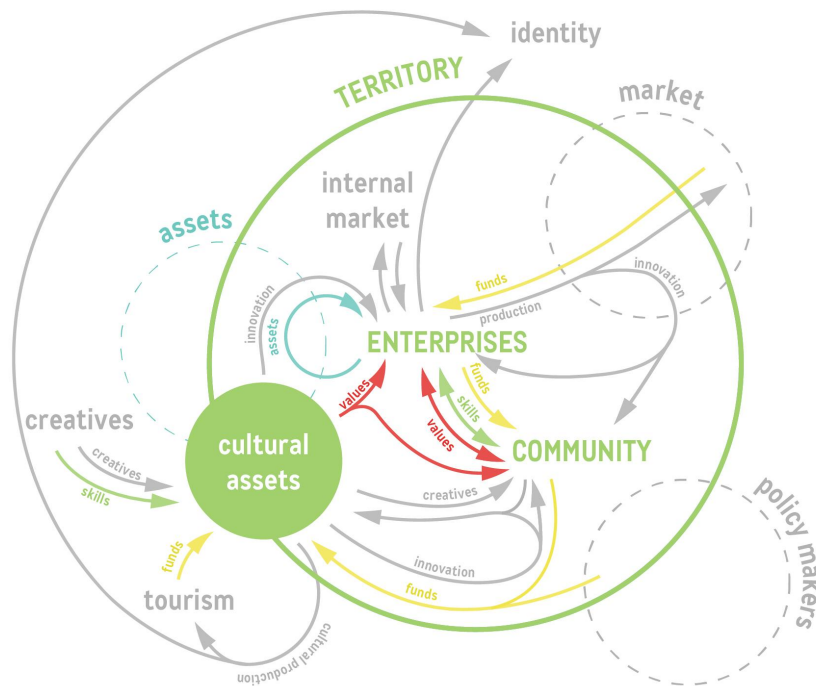 identity
TERRITORY
market
internal
market
assets
innovation
assets
funds
production
innovation
ENTERPRISES
values
funds
skills
values
creatives
creatives
skills
cultural
assets
COMMUNITY
creatives
innovation
funds
funds
tourism
cultural production
policy makers